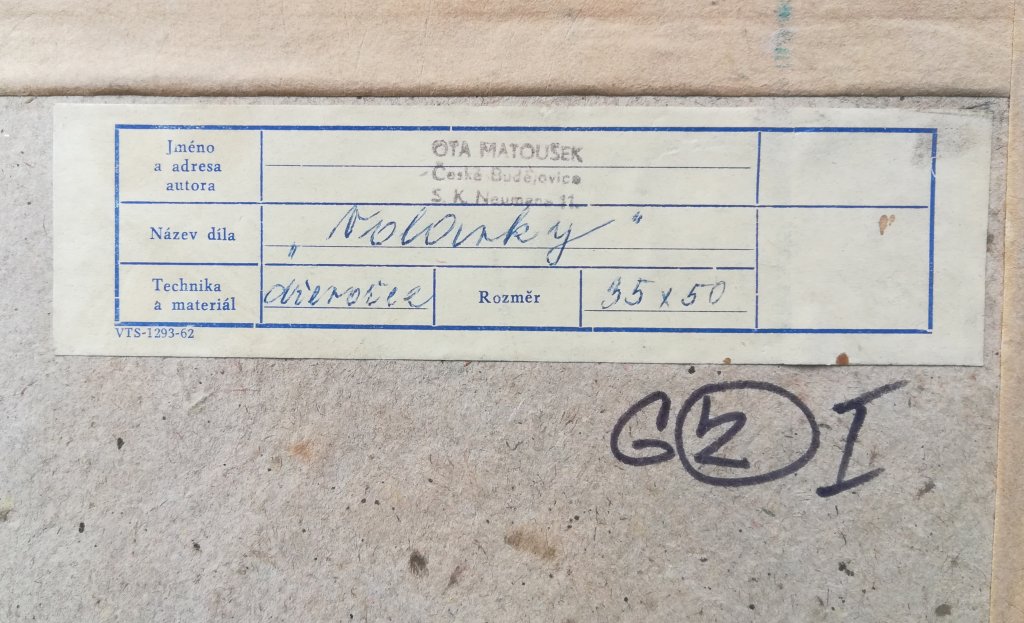 Jméno
a adresa
autora
OTA MATOUŠEK
České Budějovice
S. K. Neumana 11.
Název díla
„Volavky“
Technika
a materiál
dřevořez
Rozměr
35 x 50
VTS-1293-62
G
I